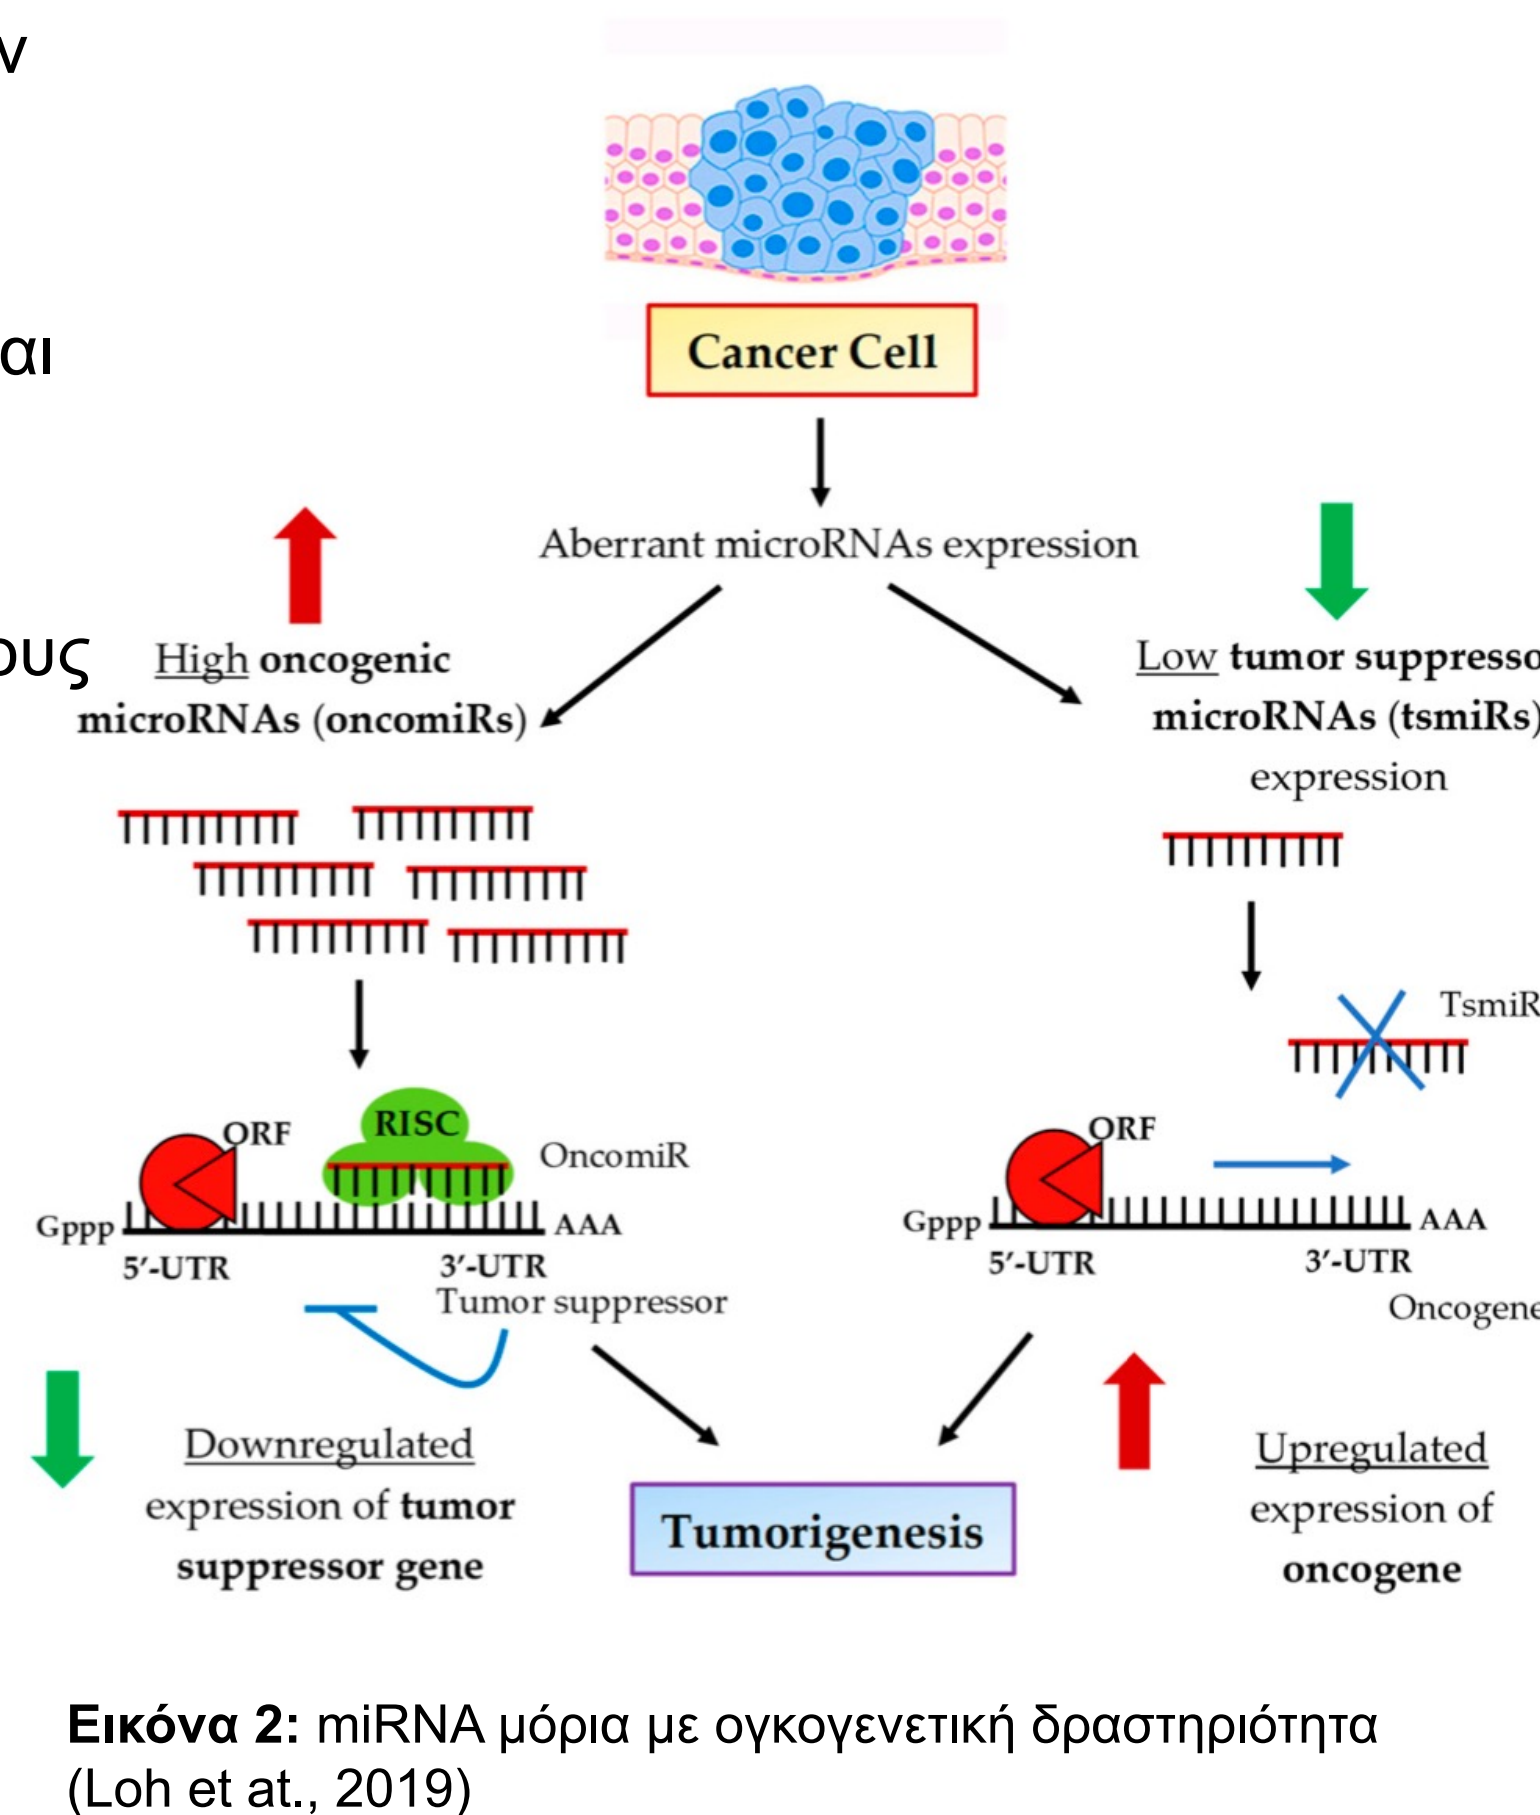 ν
αι
ους
Cancer Cell
Aberrant microRNAs expression
High oncogenic
microRNAs (oncomiRs)
Low tumor suppresso
microRNAs (tsmiRs)
expression
TsmiR
ORF
RISC
OncomiR
Gppp
AAA
5′-UTR
3′-UTR
Tumor suppressor
ORF
Gppp
AAA
5′-UTR
3′-UTR
Oncogene
Downregulated
expression of tumor
suppressor gene
Tumorigenesis
Upregulated
expression of
oncogene
Εικόνα 2: miRNA μόρια με ογκογενετική δραστηριότητα
(Loh et at., 2019)